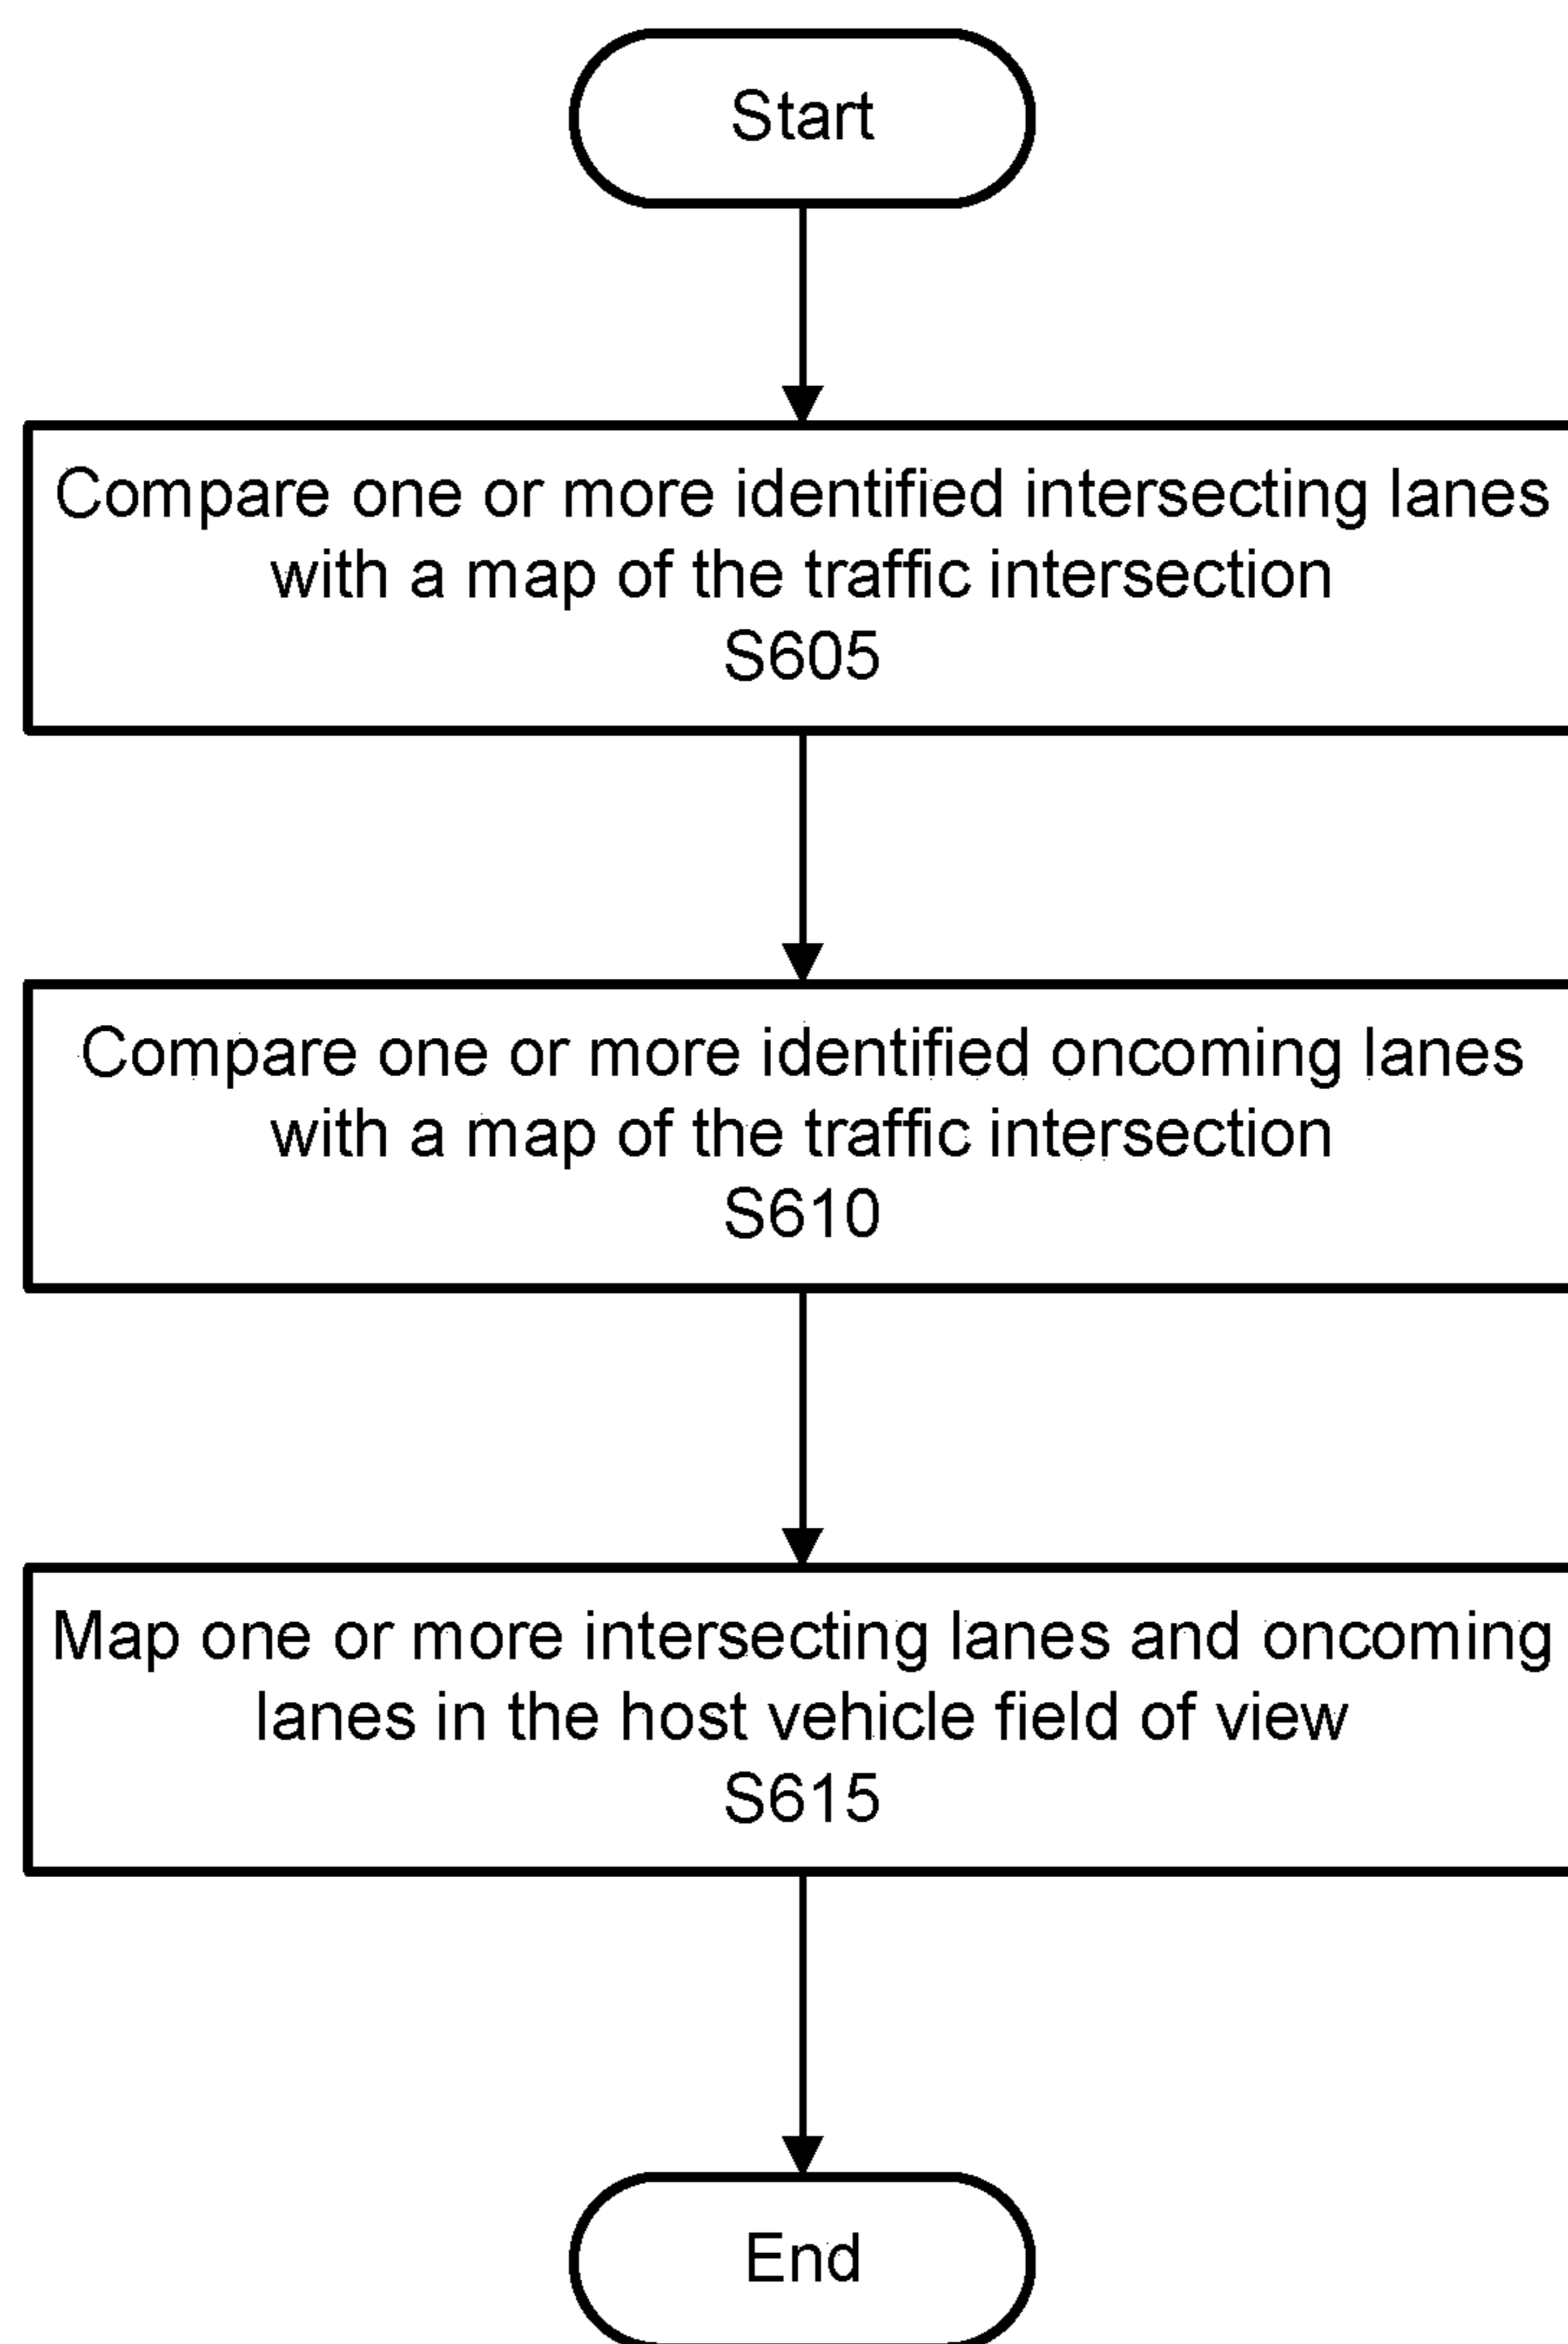 Start
Compare one or more identified intersecting lanes
with a map of the traffic intersection
S605
Compare one or more identified oncoming lanes
with a map of the traffic intersection
S610
Map one or more intersecting lanes and oncoming
lanes in the host vehicle field of view
S615
End